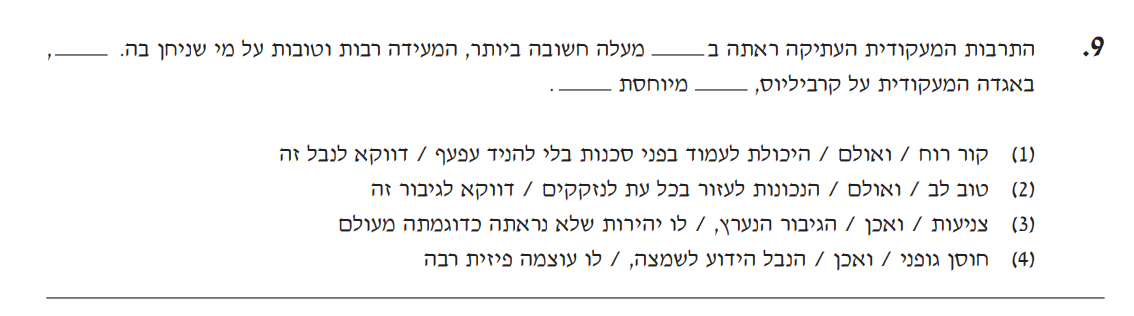 9. התרבות המעקודית העתיקה ראתה ב_____ מעלה חשובה ביותר, המעידה רבות וטובות על מי שניחן בה. _____,
באגדה המעקודית על קרביליוס, _____ מיוחסת _____.
(1) קור רוח / ואולם / היכולת לעמוד בפני סכנות בלי להניד עפעף / דווקא לנבל זה
(2) טוב לב / ואולם / הנכונות לעזור בכל עת לנזקקים / דווקא לגיבור זה
(3) צניעות / ואכן / הגיבור הנערץ, / לו יהירות שלא נראתה כדוגמתה מעולם
(4) חוסן גופני / ואכן / הנבל הידוע לשמצה, / לו עוצמה פיזית רבה